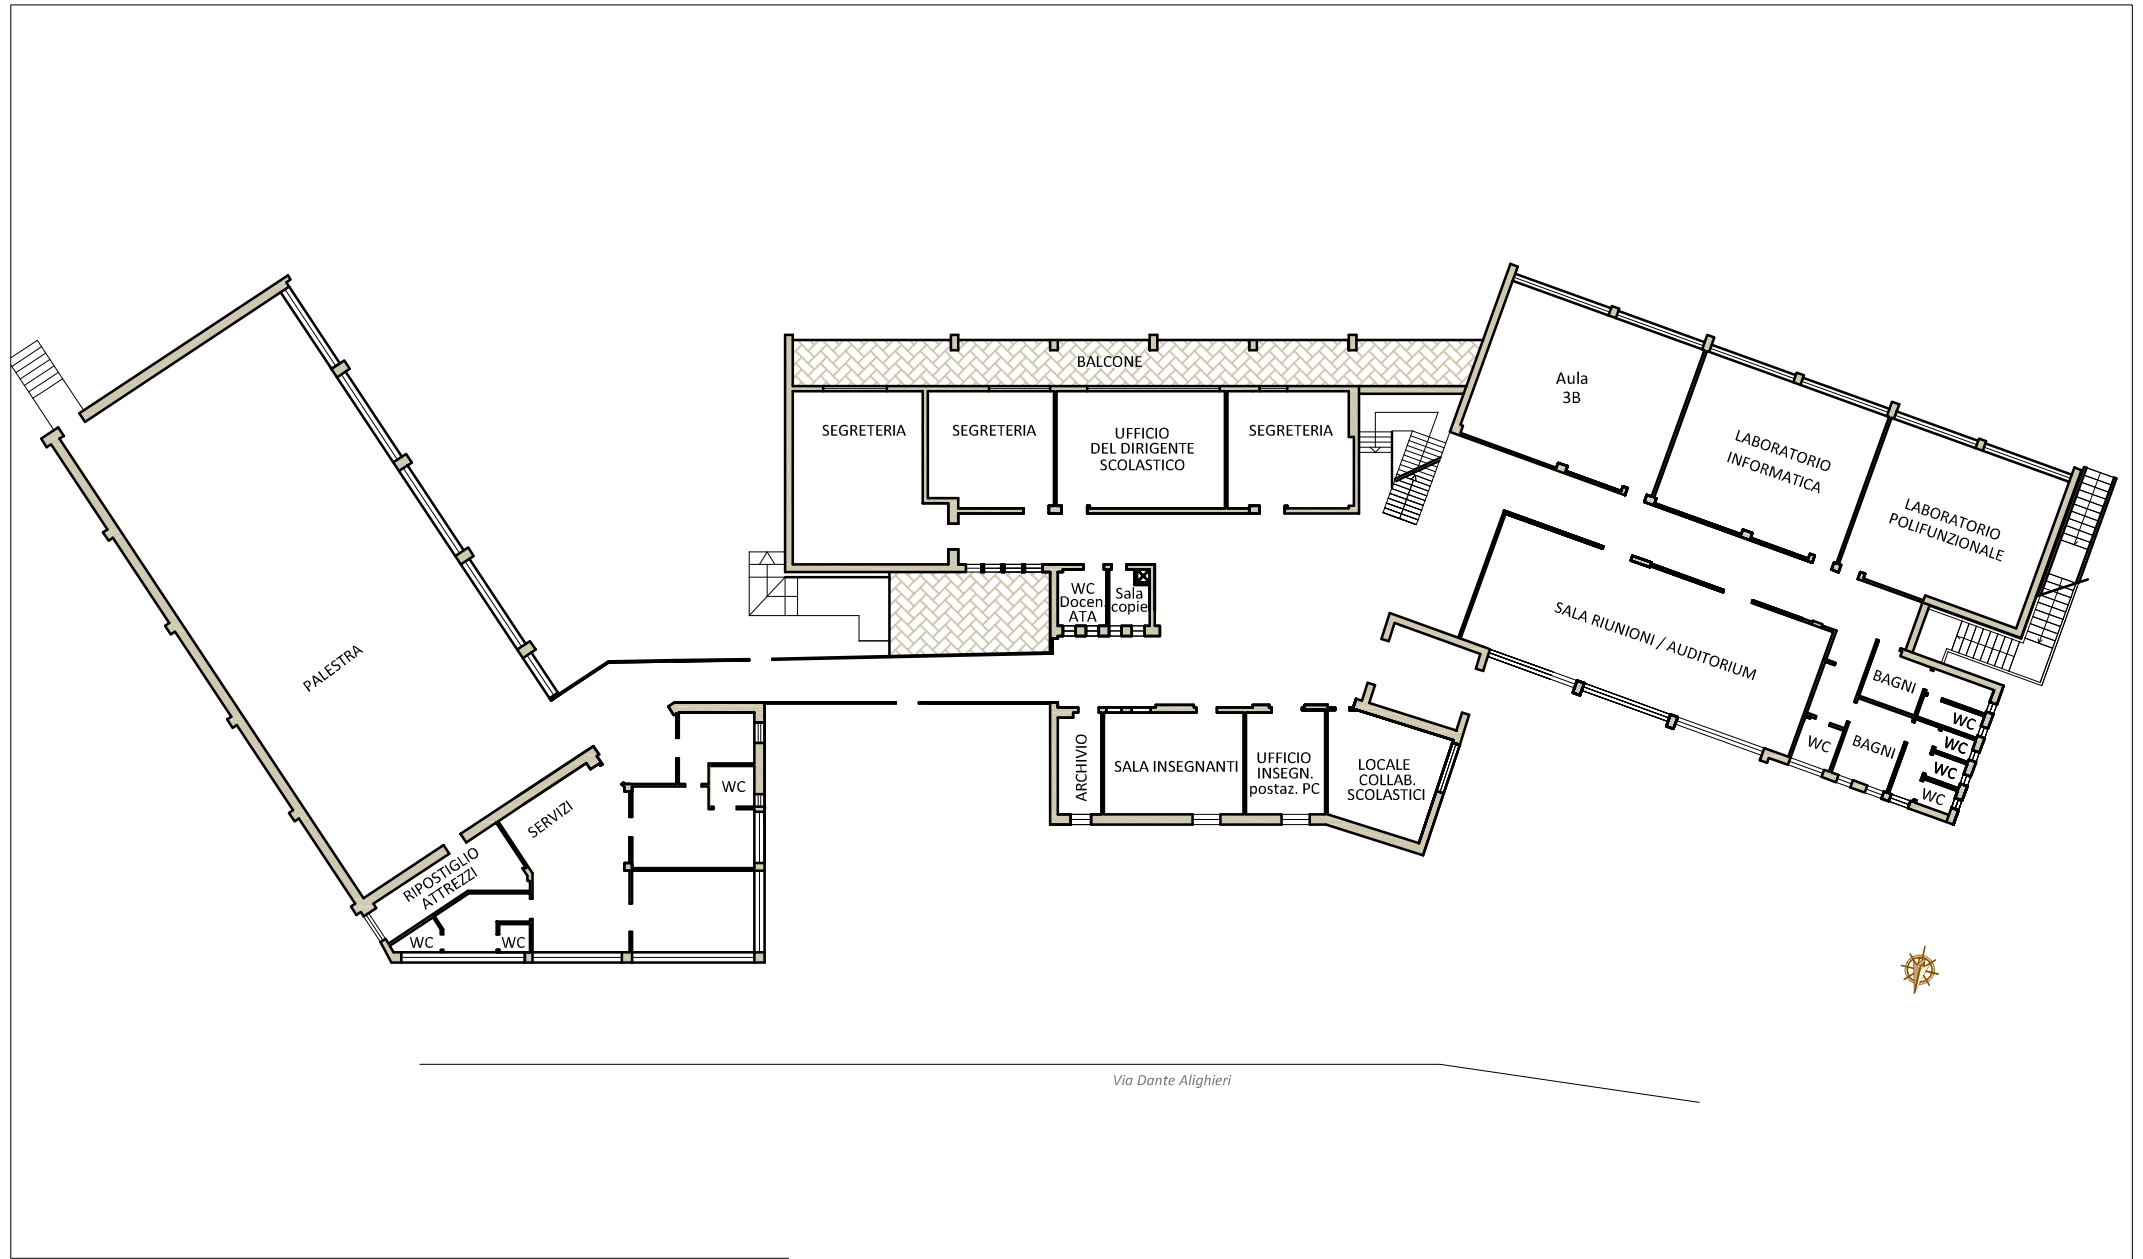 BALCONE
Aula
3B
SEGRETERIA
SEGRETERIA
UFFICIO
DEL DIRIGENTE
SCOLASTICO
SEGRETERIA
LABORATORIO
INFORMATICA
LABORATORIO
POLIFUNZIONALE
WC
Docen.
ATA
Sala
copie
SALA RIUNIONI / AUDITORIUM
PALESTRA
BAGNI
WC
WC
BAGNI
WC
WC
WC
ARCHIVIO
SALA INSEGNANTI
UFFICIO
INSEGN.
postaz. PC
LOCALE
COLLAB.
SCOLASTICI
WC
SERVIZI
RIPOSTIGLIO
ATTREZZI
WC
WC
Via Dante Alighieri